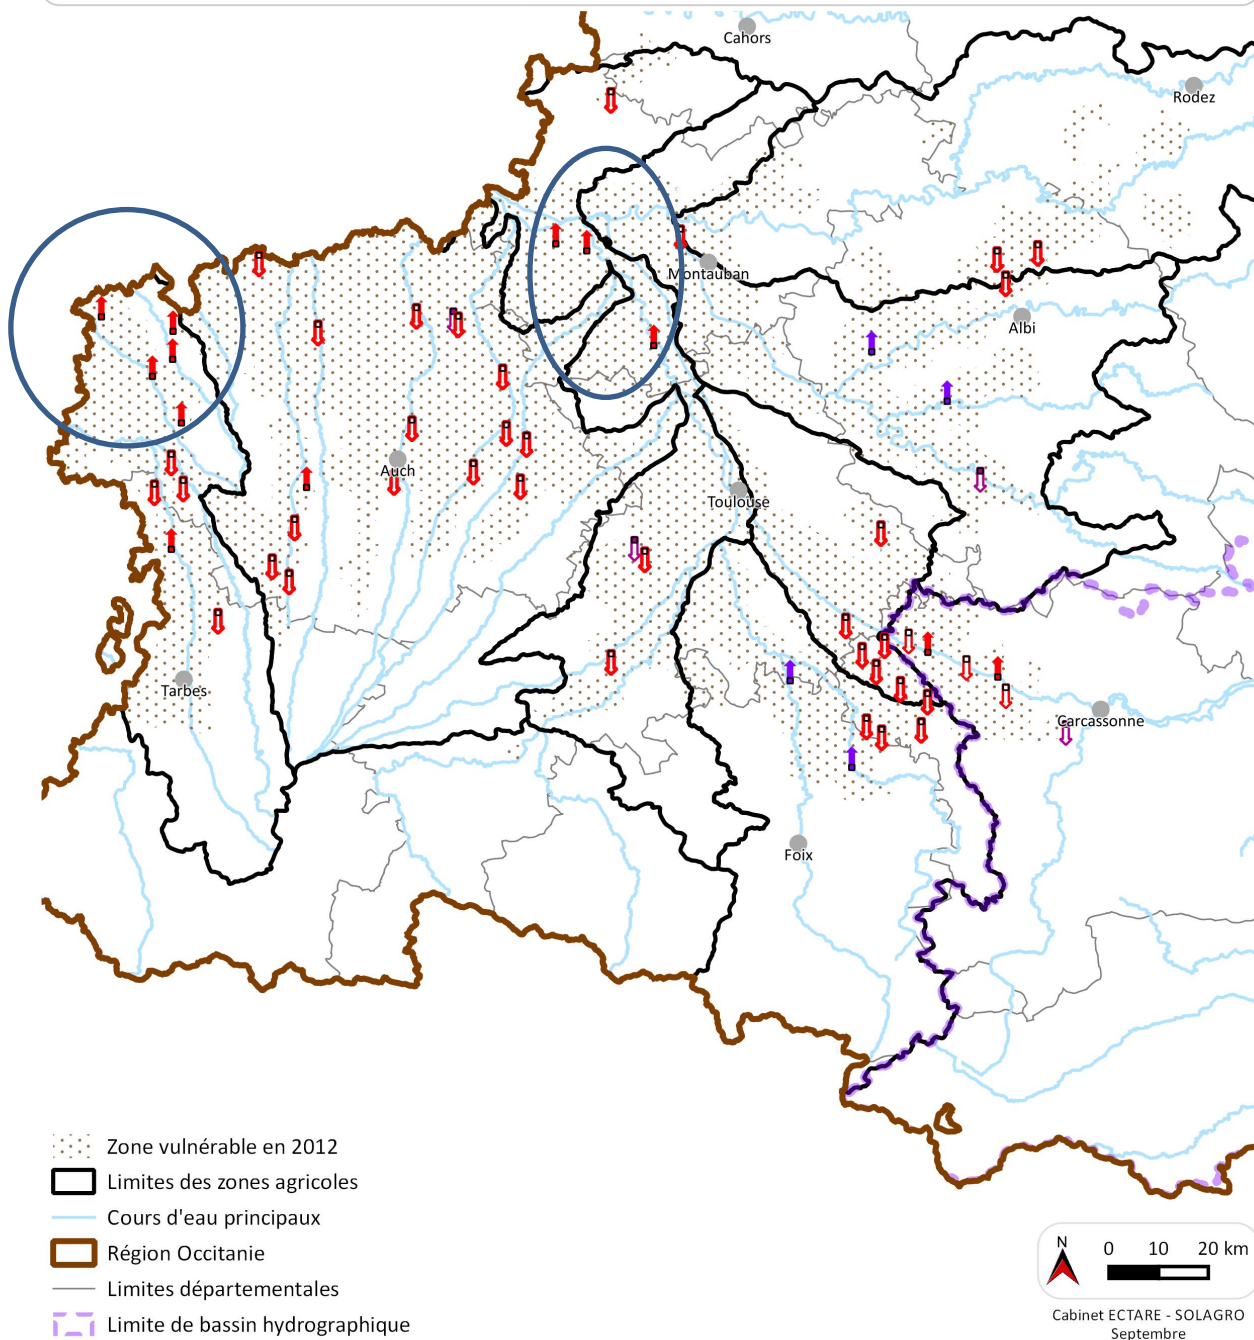 Cahors
Rodez
Montauban
Albi
Auch
Toulouse
Tarbes
Carcassonne
Foix
Zone vulnérable en 2012
Limites des zones agricoles
Cours d'eau principaux
Région Occitanie
Limites départementales
Limite de bassin hydrographique
N
0 10 20 km
Cabinet ECTARE - SOLAGRO
Septembre